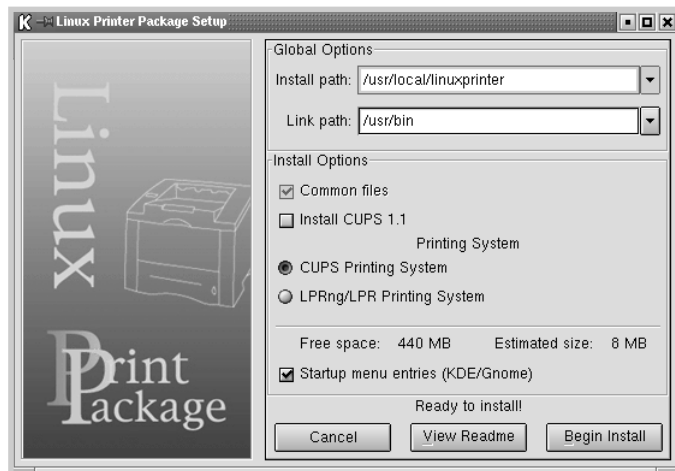 Linux Printer Package Setup
Linux
Print
Package
Global Options
Install path: /usr/local/linuxprinter
Link path: /usr/bin
Install Options
Common files
Install CUPS 1.1
Printing System
CUPS Printing System
LPRng/LPR Printing System
Free space: 440 MB Estimated size: 8 MB
Startup menu entries (KDE/Gnome)
Ready to install!
Cancel View Readme Begin Install